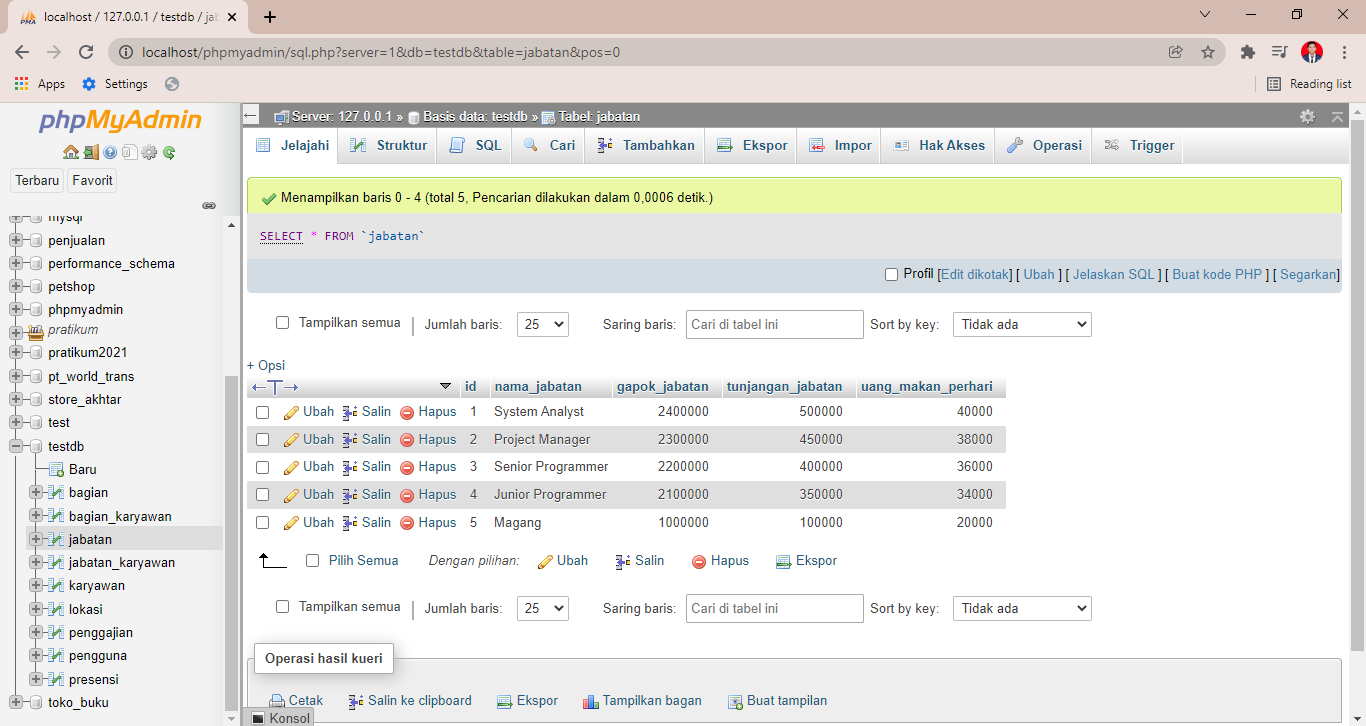 localhost / 127.0.0.1 / testdb / jab
localhost/phpmyadmin/sql.php?server=1&db=testdb&table=jabatan&pos=0
Apps Settings Reading list
phpMyAdmin
Terbaru Favorit
mysql
penjualan
performance_schema
petshop
phpmyadmin
pratikum
pratikum2021
pt_world_trans
store_akhtar
test
testdb
Baru
bagian
bagian_karyawan
jabatan
jabatan_karyawan
karyawan
lokasi
penggajian
pengguna
presensi
toko_buku
Server: 127.0.0.1 » Basis data: testdb » Tabel: jabatan
Jelajahi Struktur SQL Cari Tambahkan Ekspor Impor Hak Akses Operasi Trigger
Menampilkan baris 0 - 4 (total 5, Pencarian dilakukan dalam 0,0006 detik.)
SELECT * FROM `jabatan`
Profil [Edit dikotak] [ Ubah ] [ Jelaskan SQL ] [ Buat kode PHP ] [ Segarkan]
Tampilkan semua | Jumlah baris: 25 Saring baris: Cari di tabel ini Sort by key: Tidak ada
+ Opsi
←T→ id nama_jabatan gapok_jabatan tunjangan_jabatan uang_makan_perhari
Ubah Salin Hapus 1 System Analyst 2400000 500000 40000
Ubah Salin Hapus 2 Project Manager 2300000 450000 38000
Ubah Salin Hapus 3 Senior Programmer 2200000 400000 36000
Ubah Salin Hapus 4 Junior Programmer 2100000 350000 34000
Ubah Salin Hapus 5 Magang 1000000 100000 20000
Pilih Semua Dengan pilihan: Ubah Salin Hapus Ekspor
Tampilkan semua | Jumlah baris: 25 Saring baris: Cari di tabel ini Sort by key: Tidak ada
Operasi hasil kueri
Cetak Salin ke clipboard Ekspor Tampilkan bagan Buat tampilan
Konsol